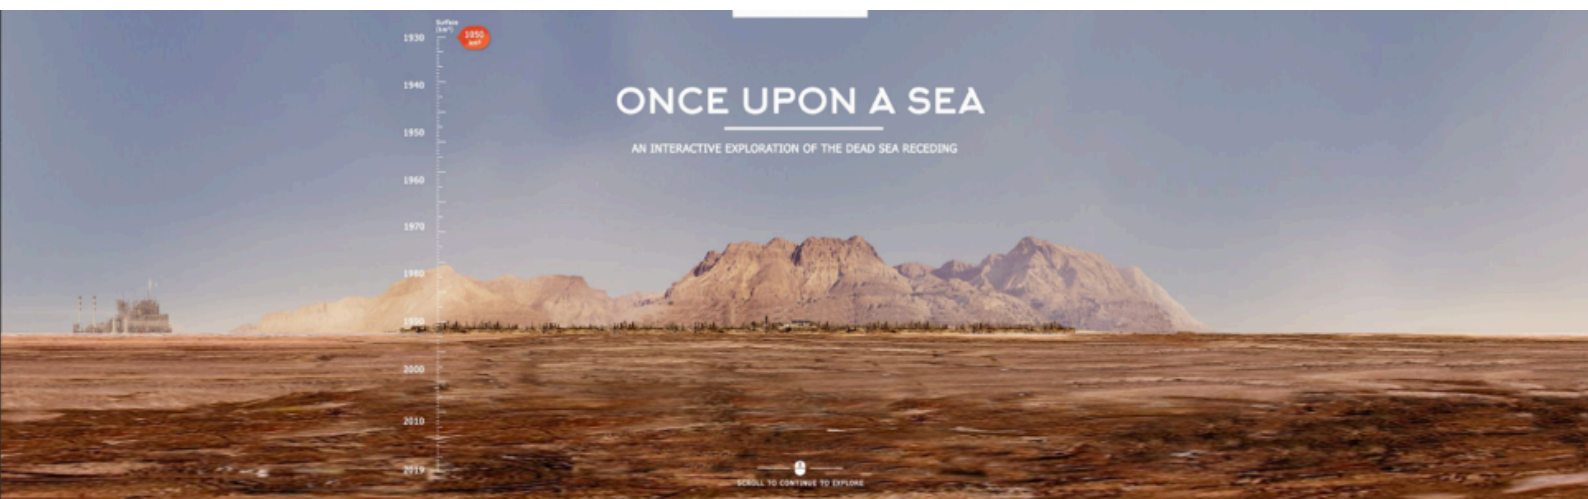 Surface
(km²)
1930
1050
km²
1940
ONCE UPON A SEA
1950
AN INTERACTIVE EXPLORATION OF THE DEAD SEA RECEDING
1960
1970
1980
1990
2000
2010
2019
SCROLL TO CONTINUE TO EXPLORE